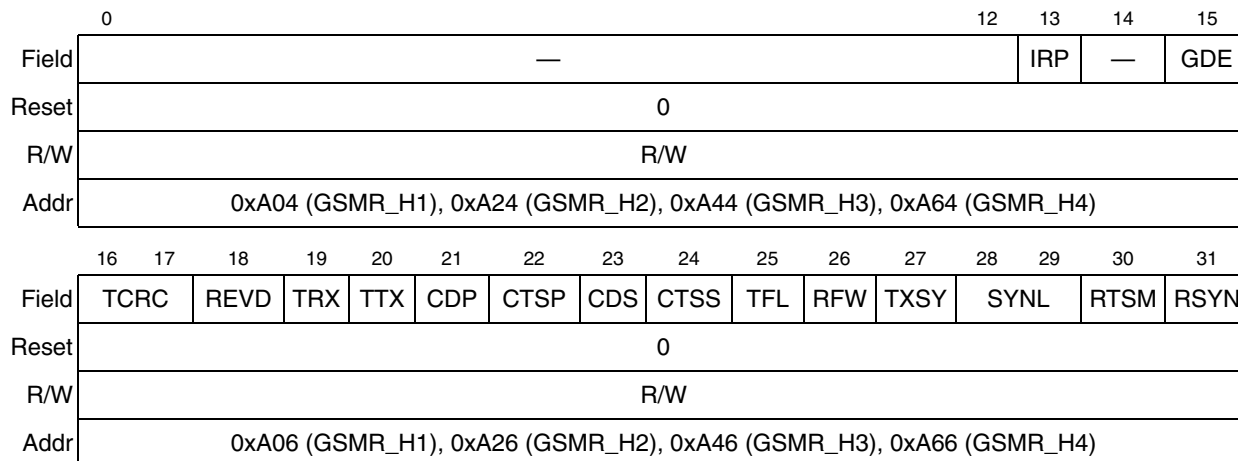 0 12 13 14 15
Field — IRP — GDE
Reset 0
R/W R/W
Addr 0xA04 (GSMR_H1), 0xA24 (GSMR_H2), 0xA44 (GSMR_H3), 0xA64 (GSMR_H4)
16 17 18 19 20 21 22 23 24 25 26 27 28 29 30 31
Field TCRC REVD TRX TTX CDP CTSP CDS CTSS TFL RFW TXSY SYNL RTSM RSYN
Reset 0
R/W R/W
Addr 0xA06 (GSMR_H1), 0xA26 (GSMR_H2), 0xA46 (GSMR_H3), 0xA66 (GSMR_H4)